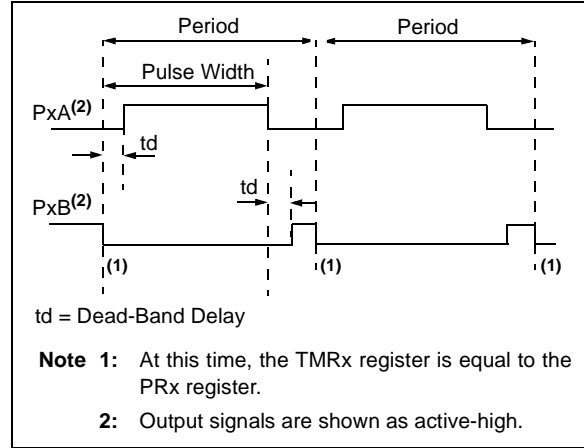 Period Period
Pulse Width
PxA(2)
td
td
PxB(2)
(1) (1) (1)
td = Dead-Band Delay
Note 1: At this time, the TMRx register is equal to the
PRx register.
2: Output signals are shown as active-high.